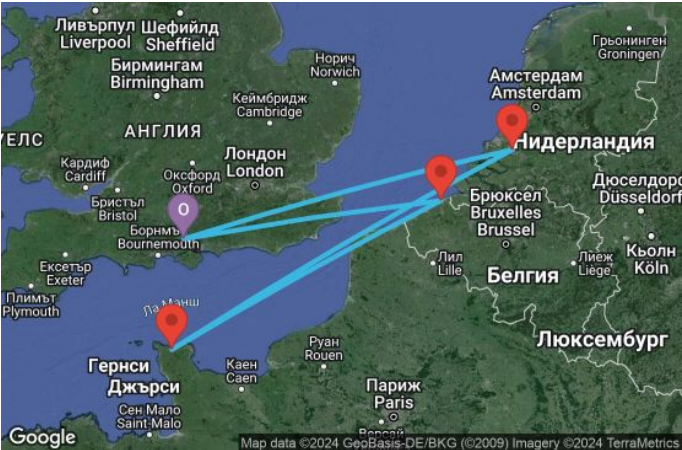 Ливърпул
Liverpool
Шефийлд
Sheffield
Бирмингам
Birmingham
Норич
Norwich
Кеймбридж
Cambridge
Грьонинген
Groningen
Амстердам
Amsterdam
УЕЛС
АНГЛИЯ
Нидерландия
Кардиф
Cardiff
Оксфорд
Oxford
Лондон
London
Бристъл
Bristol
О
Борнмъ
Bournemouth
Брюксел
Bruxelles
Brussel
Дюселдорф
Düsseldorf
Ексетър
Exeter
Лил
Lille
Лиеж
Liège
Кьолн
Köln
Белгия
Плимът
Plymouth
Ла Манш
Люксембург
Гернси
Джърси
Каен
Caen
Руан
Rouen
Париж
Paris
Сен Мало
Saint-Malo
Версай
Google
Map data ©2024 GeoBasis-DE/BKG (©2009) Imagery ©2024 TerraMetrics